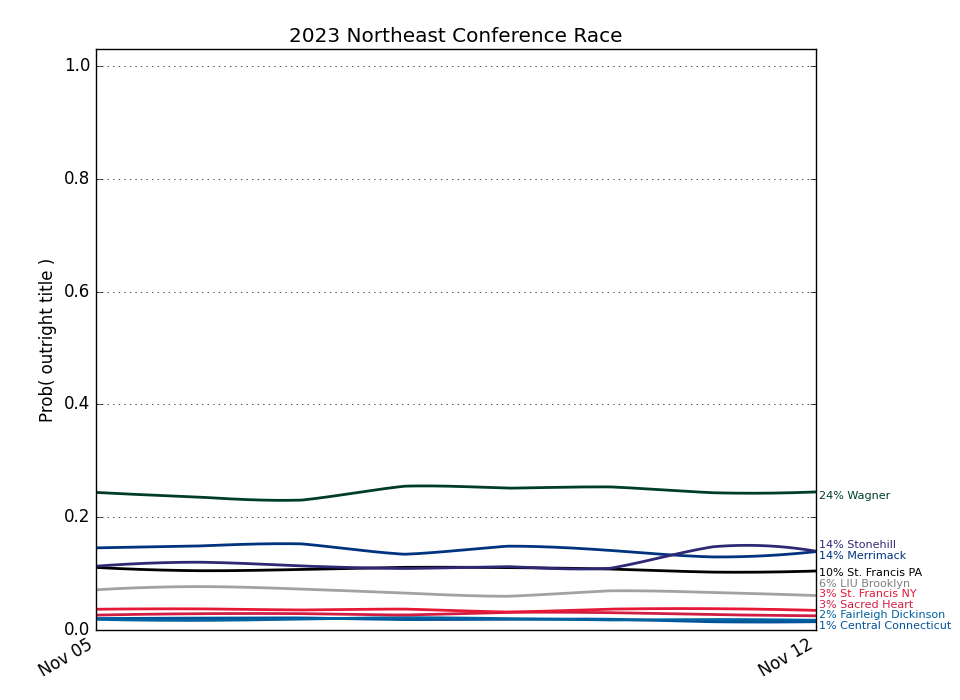 2023 Northeast Conference Race
1.0
0.8
0.6
0.4
0.2
0.0
Prob( outright title )
Nov 05
Nov 12
24% Wagner
14% Stonehill
14% Merrimack
10% St. Francis PA
6% LIU Brooklyn
3% St. Francis NY
3% Sacred Heart
2% Fairleigh Dickinson
1% Central Connecticut